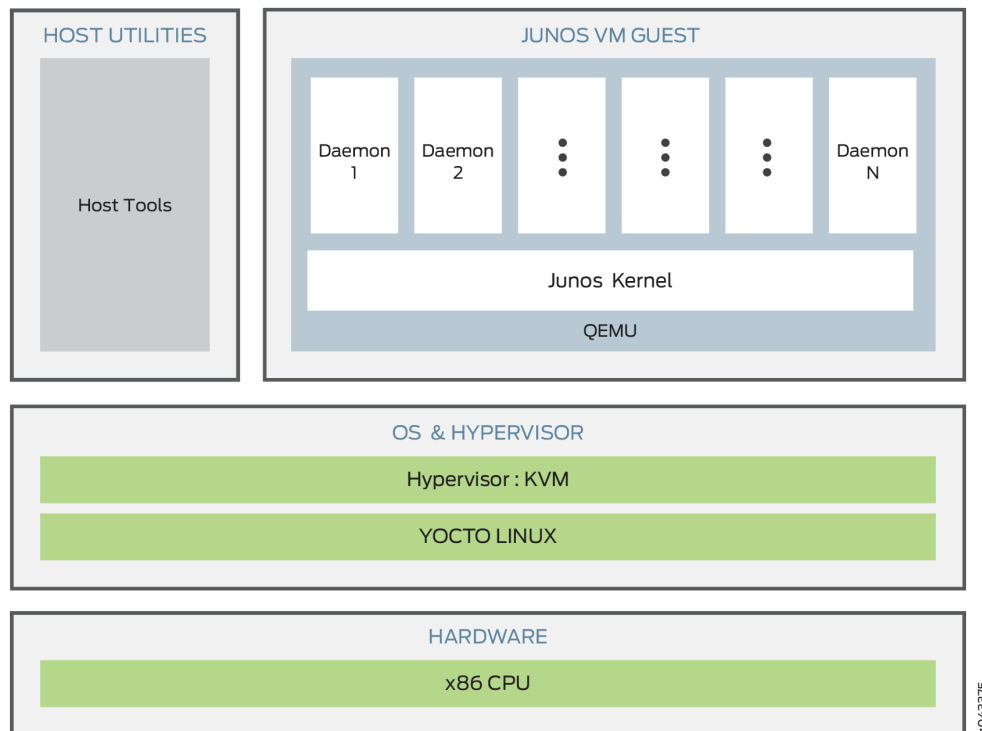 HOST UTILITIES
Host Tools
JUNOS VM GUEST
Daemon
1
Daemon
2
Daemon
N
Junos Kernel
QEMU
OS & HYPERVISOR
Hypervisor : KVM
YOCTO LINUX
HARDWARE
x86 CPU